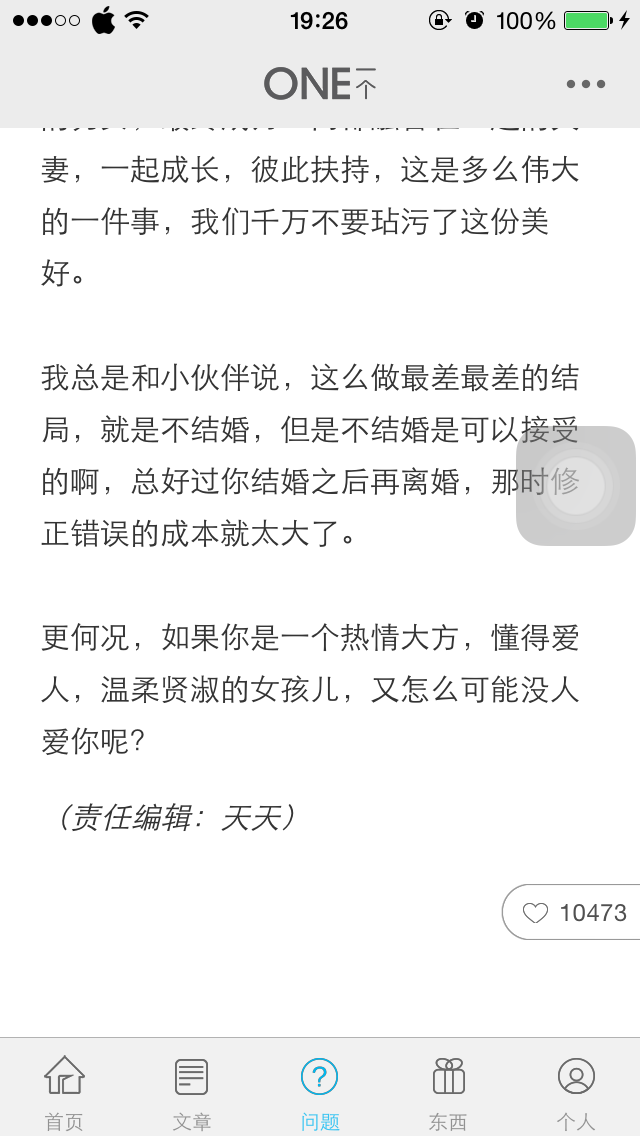 19:26
100%
ONE一个
妻，一起成长，彼此扶持，这是多么伟大
的一件事，我们千万不要玷污了这份美
好。
我总是和小伙伴说，这么做最差最差的结
局，就是不结婚，但是不结婚是可以接受
的啊，总好过你结婚之后再离婚，那时修
正错误的成本就太大了。
更何况，如果你是一个热情大方，懂得爱
人，温柔贤淑的女孩儿，又怎么可能没人
爱你呢？
（责任编辑：天天）
10473
首页
文章
问题
东西
个人